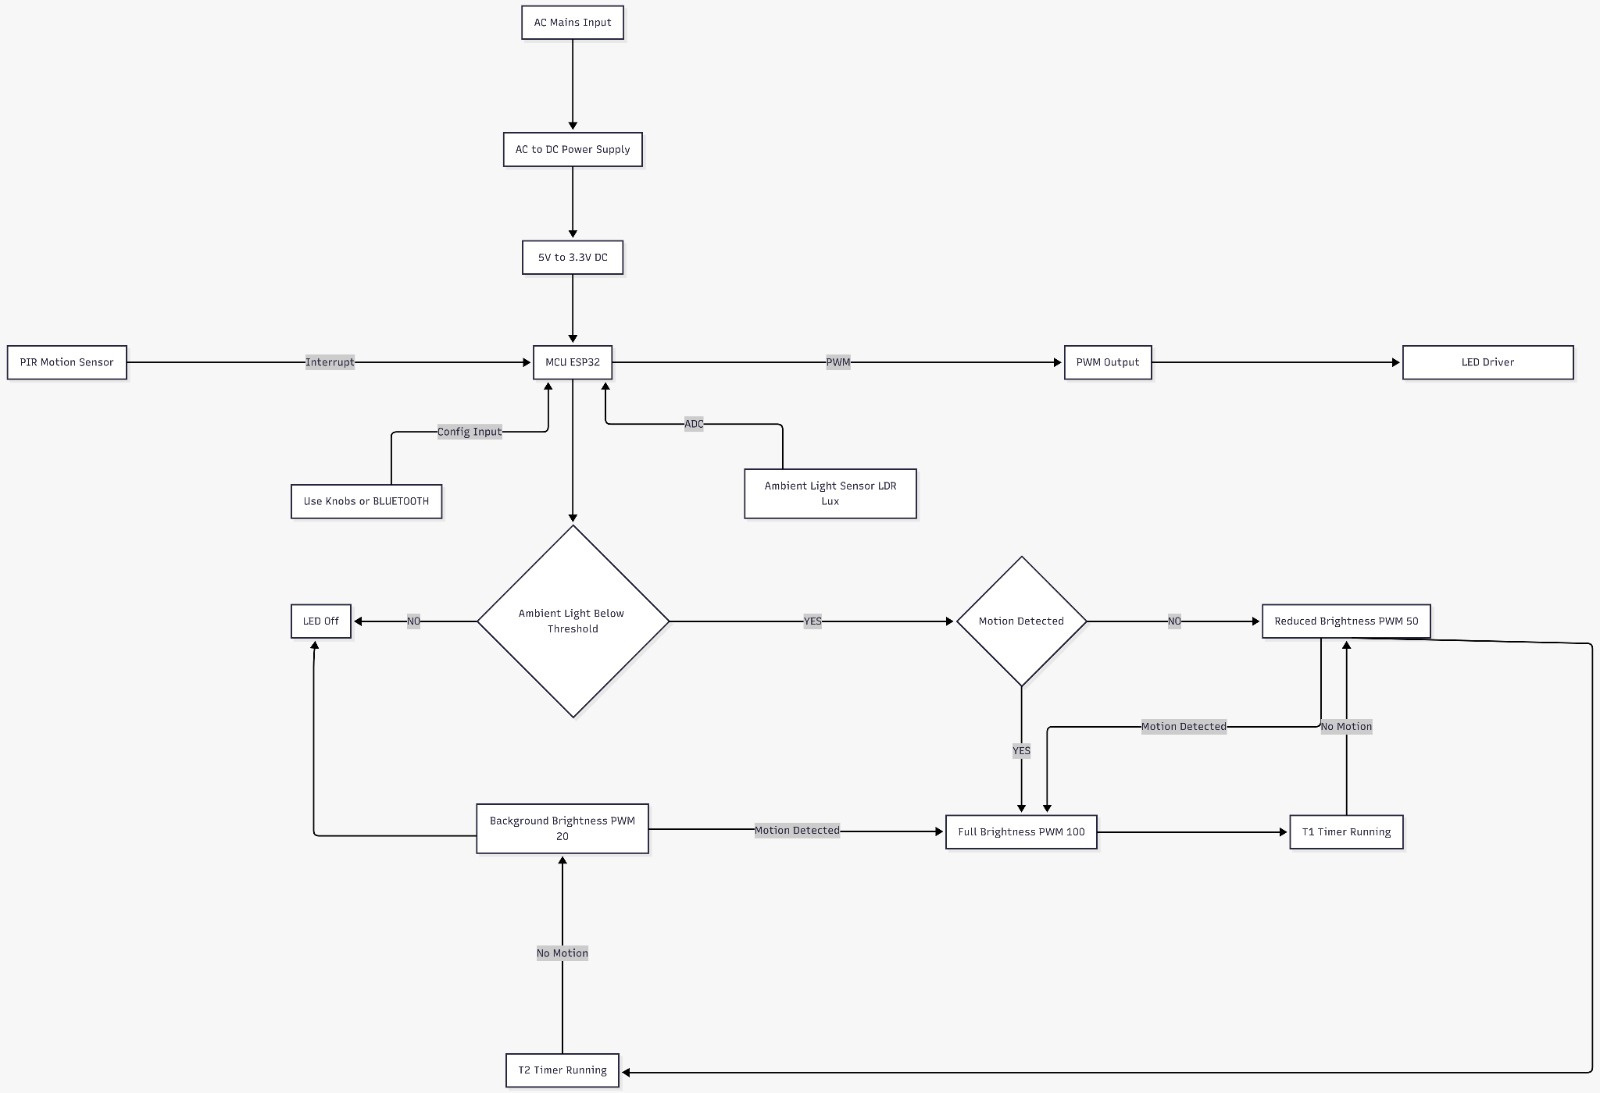 AC Mains Input
AC to DC Power Supply
5V to 3.3V DC
PIR Motion Sensor
Interrupt
MCU ESP32
PWM
PWM Output
LED Driver
Config Input
ADC
Use Knobs or BLUETOOTH
Ambient Light Sensor LDR
Lux
LED Off
NO
Ambient Light Below
Threshold
YES
Motion Detected
NO
Reduced Brightness PWM 50
Motion Detected
No Motion
YES
Background Brightness PWM
20
Motion Detected
Full Brightness PWM 100
T1 Timer Running
No Motion
T2 Timer Running